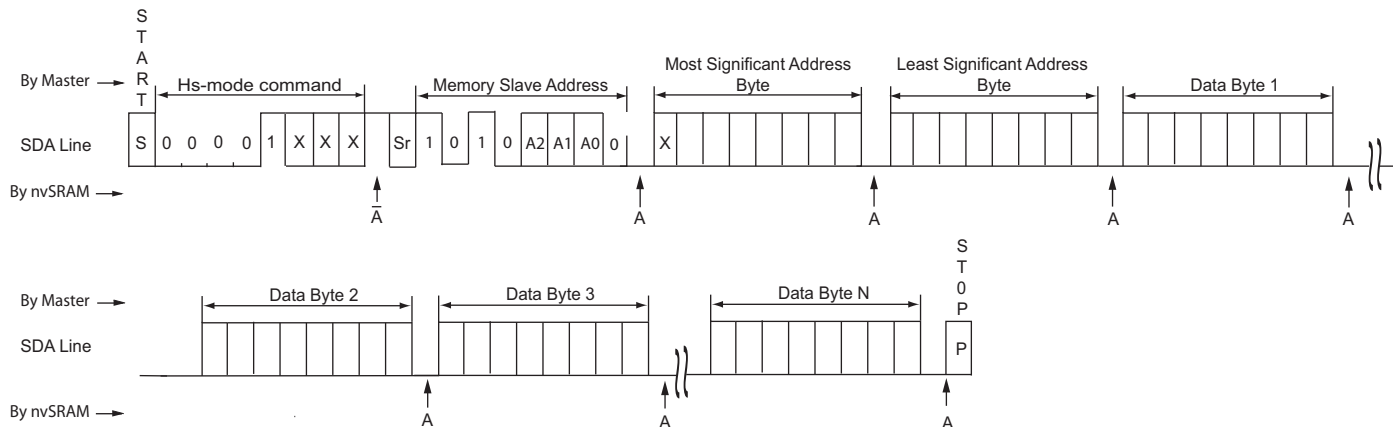 START
By Master
Hs-mode command
Memory Slave Address
Most Significant Address
Byte
Least Significant Address
Byte
Data Byte 1
SDA Line
S 0 0 0 0 1 X X X Sr 1 0 1 0 A2 A1 A0 0 X
By nvSRAM
A̅ A A A A
ST0P
By Master
Data Byte 2
Data Byte 3
Data Byte N
SDA Line
P
By nvSRAM
A A A